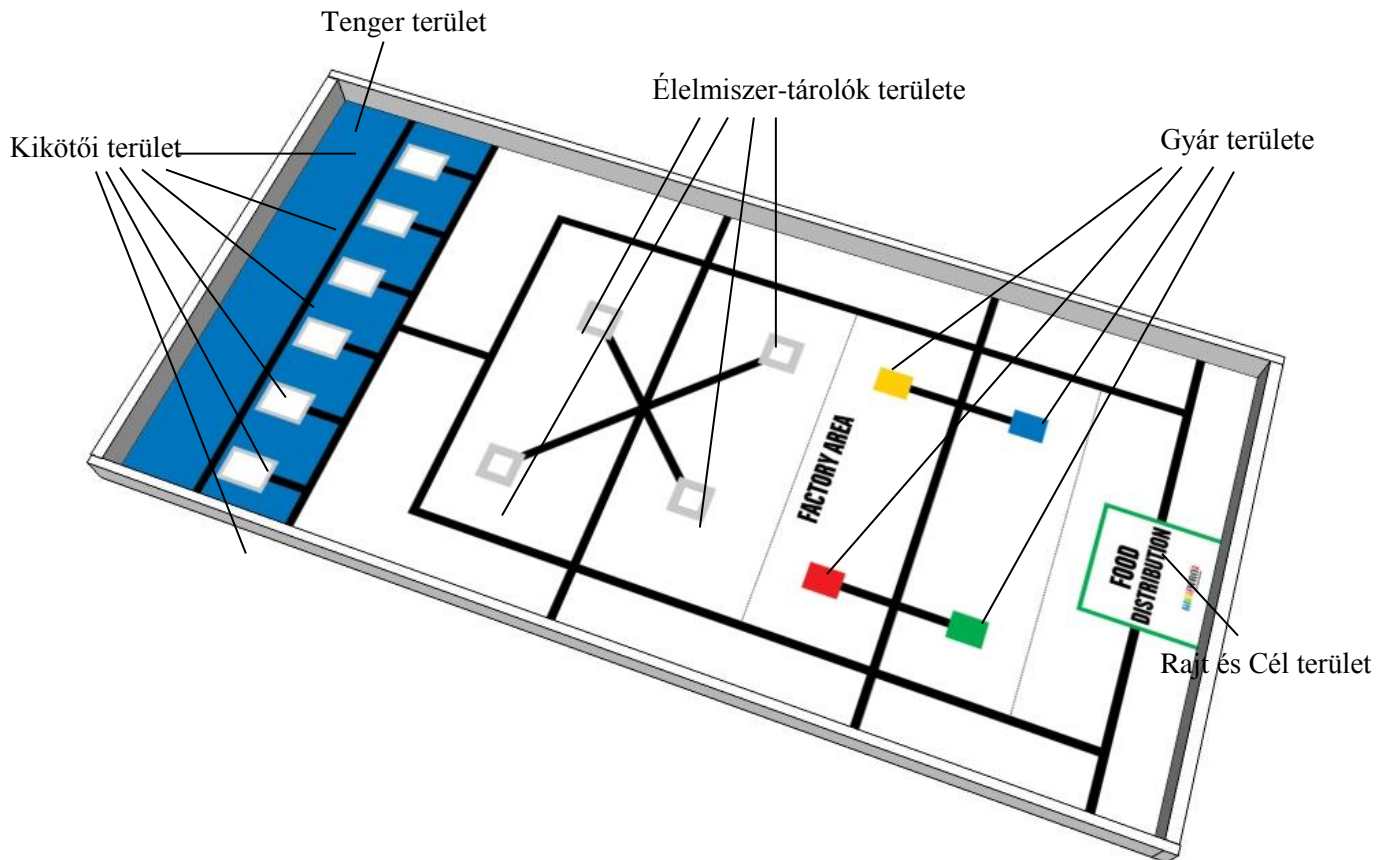 Tenger terület
Élelmiszer-tárolók területe
Kikötői terület
Gyár területe
FACTORY AREA
FOOD
DISTRIBUTION
Rajt és Cél terület